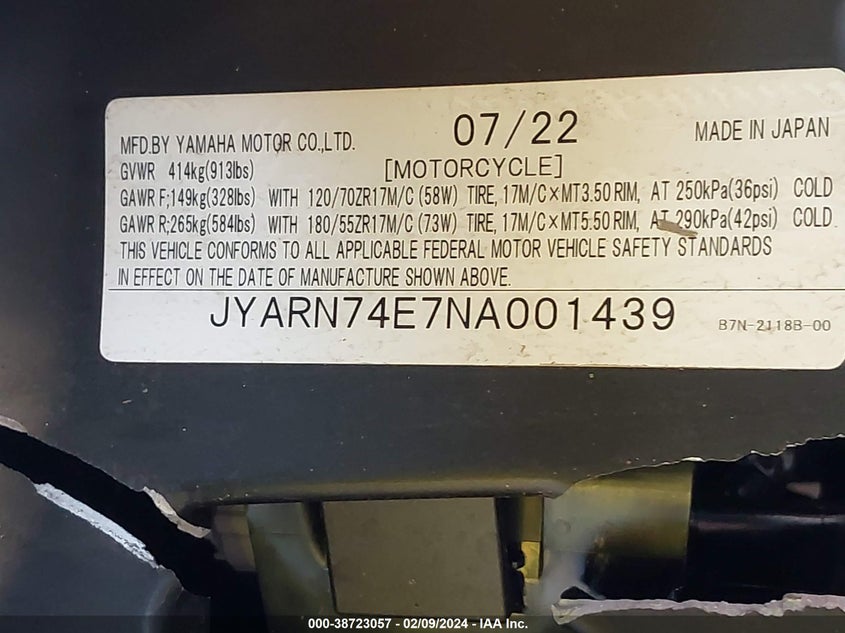 MFD.BY YAMAHA MOTOR CO.,LTD. 07/22 MADE IN JAPAN
GVWR 414kg(913lbs) [MOTORCYCLE]
GAWR F;149kg(328lbs) WITH 120/70ZR17M/C (58W) TIRE, 17M/C×MT3.50 RIM, AT 250kPa(36psi) COLD
GAWR R;265kg(584lbs) WITH 180/55ZR17M/C (73W) TIRE, 17M/C×MT5.50 RIM, AT 290kPa(42psi) COLD.
THIS VEHICLE CONFORMS TO ALL APPLICABLE FEDERAL MOTOR VEHICLE SAFETY STANDARDS
IN EFFECT ON THE DATE OF MANUFACTURE SHOWN ABOVE.
JYARN74E7NA001439 B7N-2118B-00
000-38723057 - 02/09/2024 - IAA Inc.